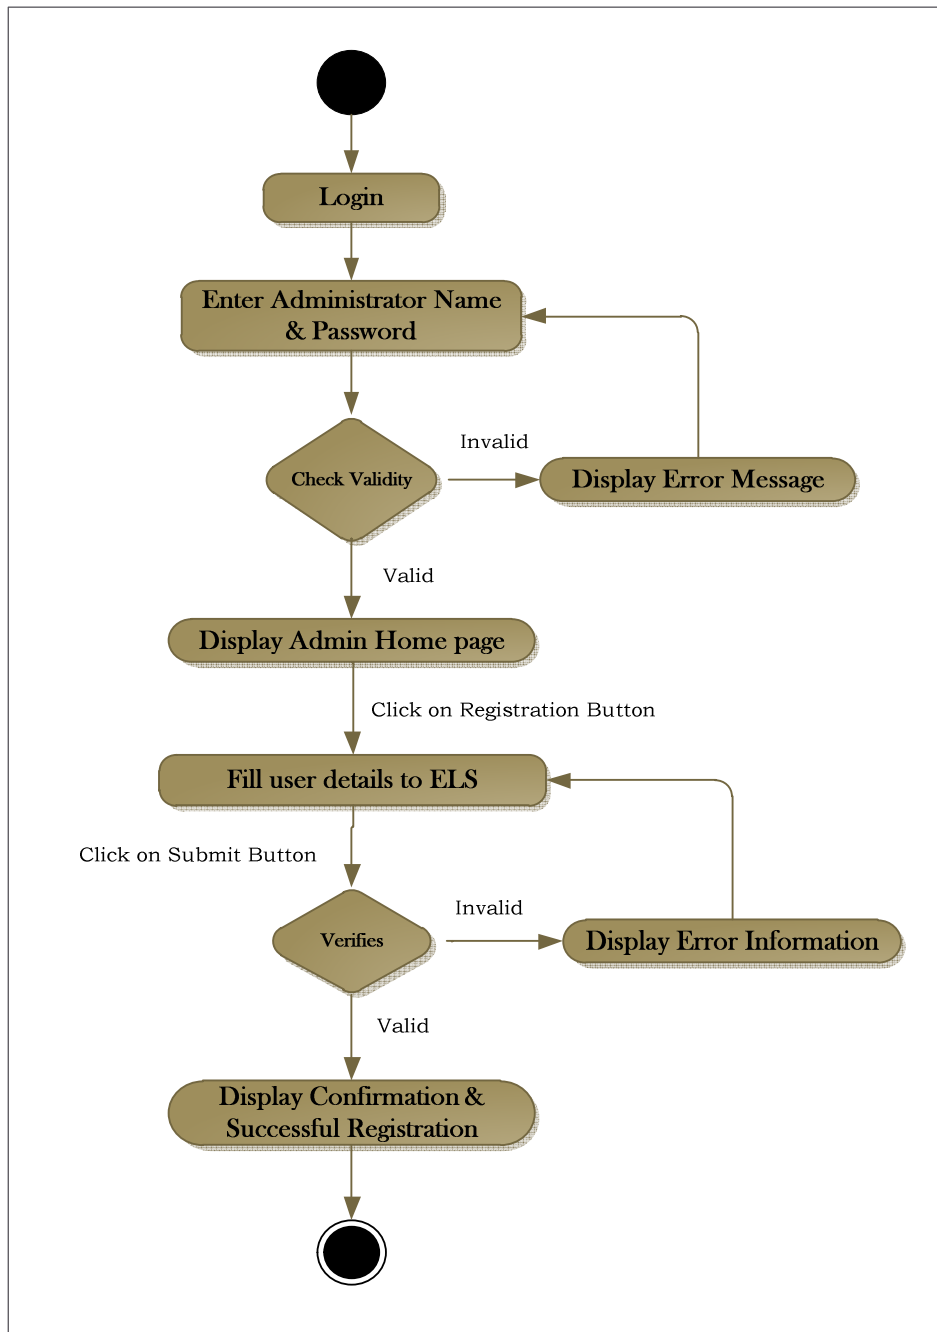 Login
Enter Administrator Name
& Password
Invalid
Check Validity
Display Error Message
Valid
Display Admin Home page
Click on Registration Button
Fill user details to ELS
Click on Submit Button
Invalid
Verifies
Display Error Information
Valid
Display Confirmation &
Successful Registration